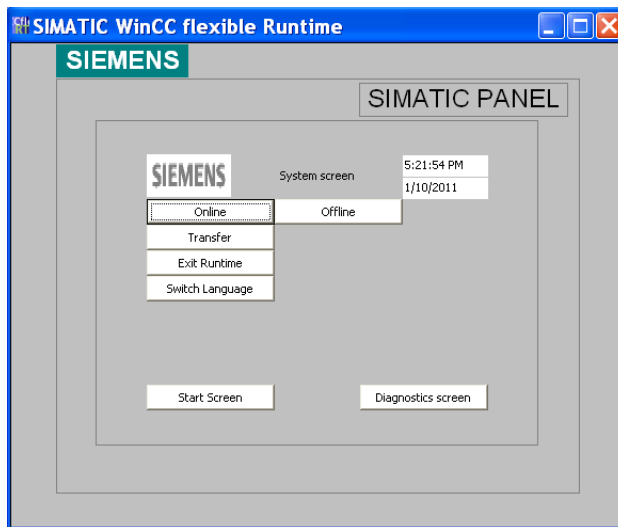 SIMATIC WinCC flexible Runtime
SIEMENS
SIMATIC PANEL
SIEMENS
System screen
5:21:54 PM
1/10/2011
Online
Offline
Transfer
Exit Runtime
Switch Language
Start Screen
Diagnostics screen